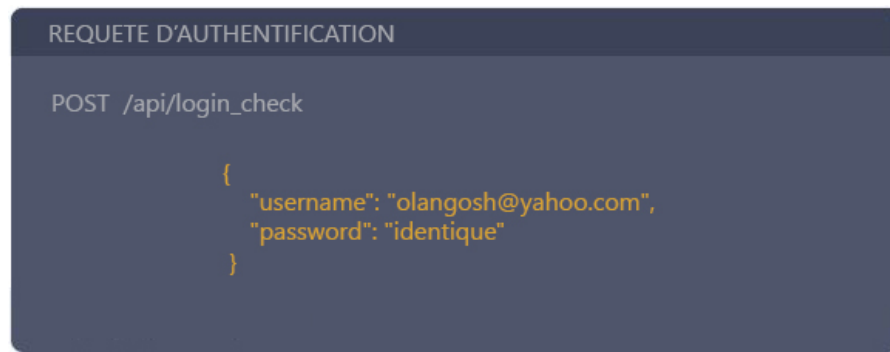 REQUETE D'AUTHENTIFICATION
POST /api/login_check
{
"username": "olangosh@yahoo.com",
"password": "identique"
}